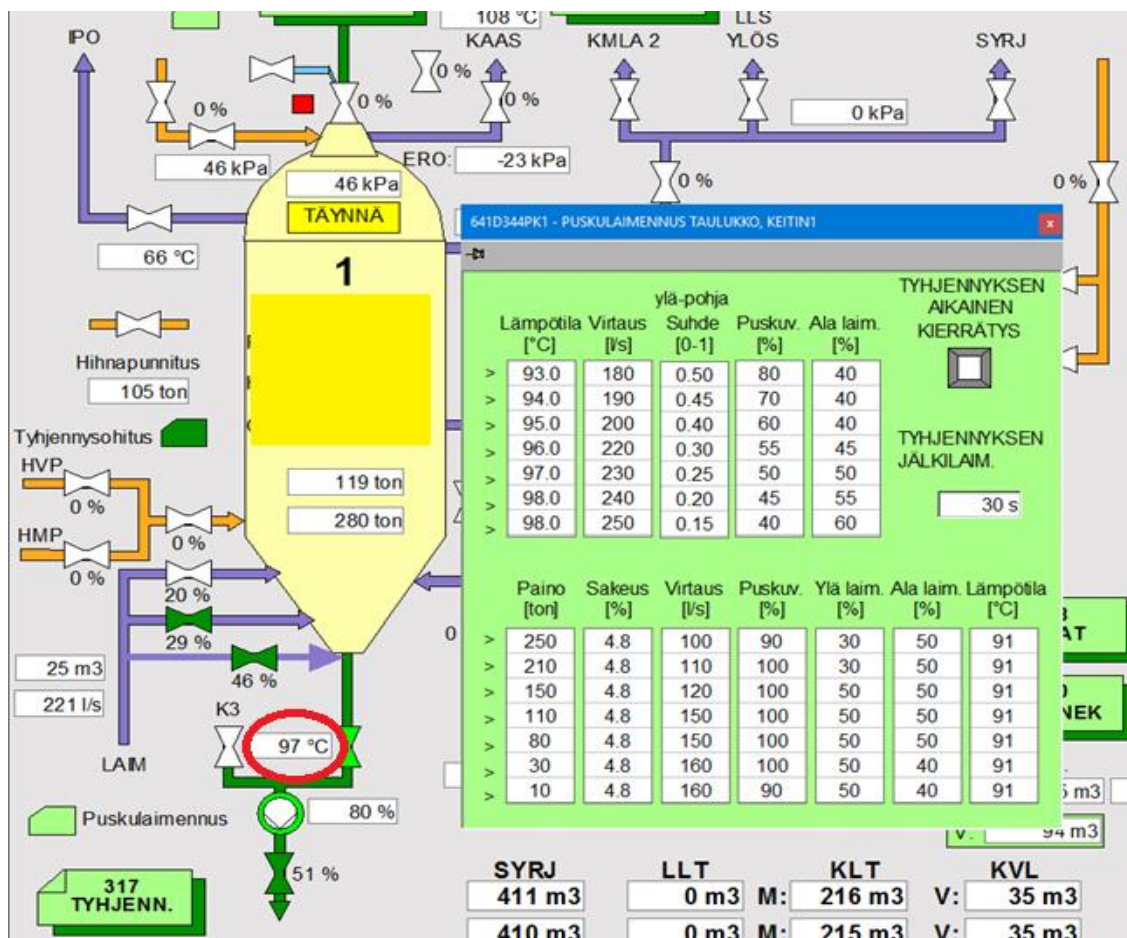 108 °C
LLS
IPO
KAAS
KMLA 2
YLÖS
SYRJ
0 %
0 %
0 %
0 %
0 kPa
46 kPa
ERO:
-23 kPa
46 kPa
0 %
0 %
TÄYNNÄ
66 °C
1
Hihnapunnitus
105 ton
Tyhjennysohitus
HVP
0 %
119 ton
280 ton
HMP
0 %
0 %
20 %
29 %
46 %
25 m3
221 l/s
LAIM
K3
97 °C
80 %
Puskulaimennus
51 %
317
TYHJENN.
641D344PK1 - PUSKULAIMENNUS TAULUKKO, KEITIN1
x
TYHJENNYKSEN
AIKAINEN
KIERRÄTYS
ylä-pohja
Lämpötila Virtaus Suhde Puskuv. Ala laim.
[°C] [l/s] [0-1] [%] [%]
> 93.0 180 0.50 80 40
> 94.0 190 0.45 70 40
> 95.0 200 0.40 60 40
> 96.0 220 0.30 55 45
> 97.0 230 0.25 50 50
> 98.0 240 0.20 45 55
> 98.0 250 0.15 40 60
TYHJENNYKSEN
JÄLKILAIM.
30 s
Paino Sakeus Virtaus Puskuv. Ylä laim. Ala laim. Lämpötila
[ton] [%] [l/s] [%] [%] [%] [°C]
> 250 4.8 100 90 30 50 91
> 210 4.8 110 100 30 50 91
> 150 4.8 120 100 50 50 91
> 110 4.8 150 100 50 50 91
> 80 4.8 150 100 50 50 91
> 30 4.8 160 100 50 40 91
> 10 4.8 160 90 50 40 91
AT
NEK
m3
V: 94 m3
0
SYRJ LLT KLT KVL
411 m3 0 m3 M: 216 m3 V: 35 m3
410 m3 0 m3 M: 215 m3 V: 35 m3